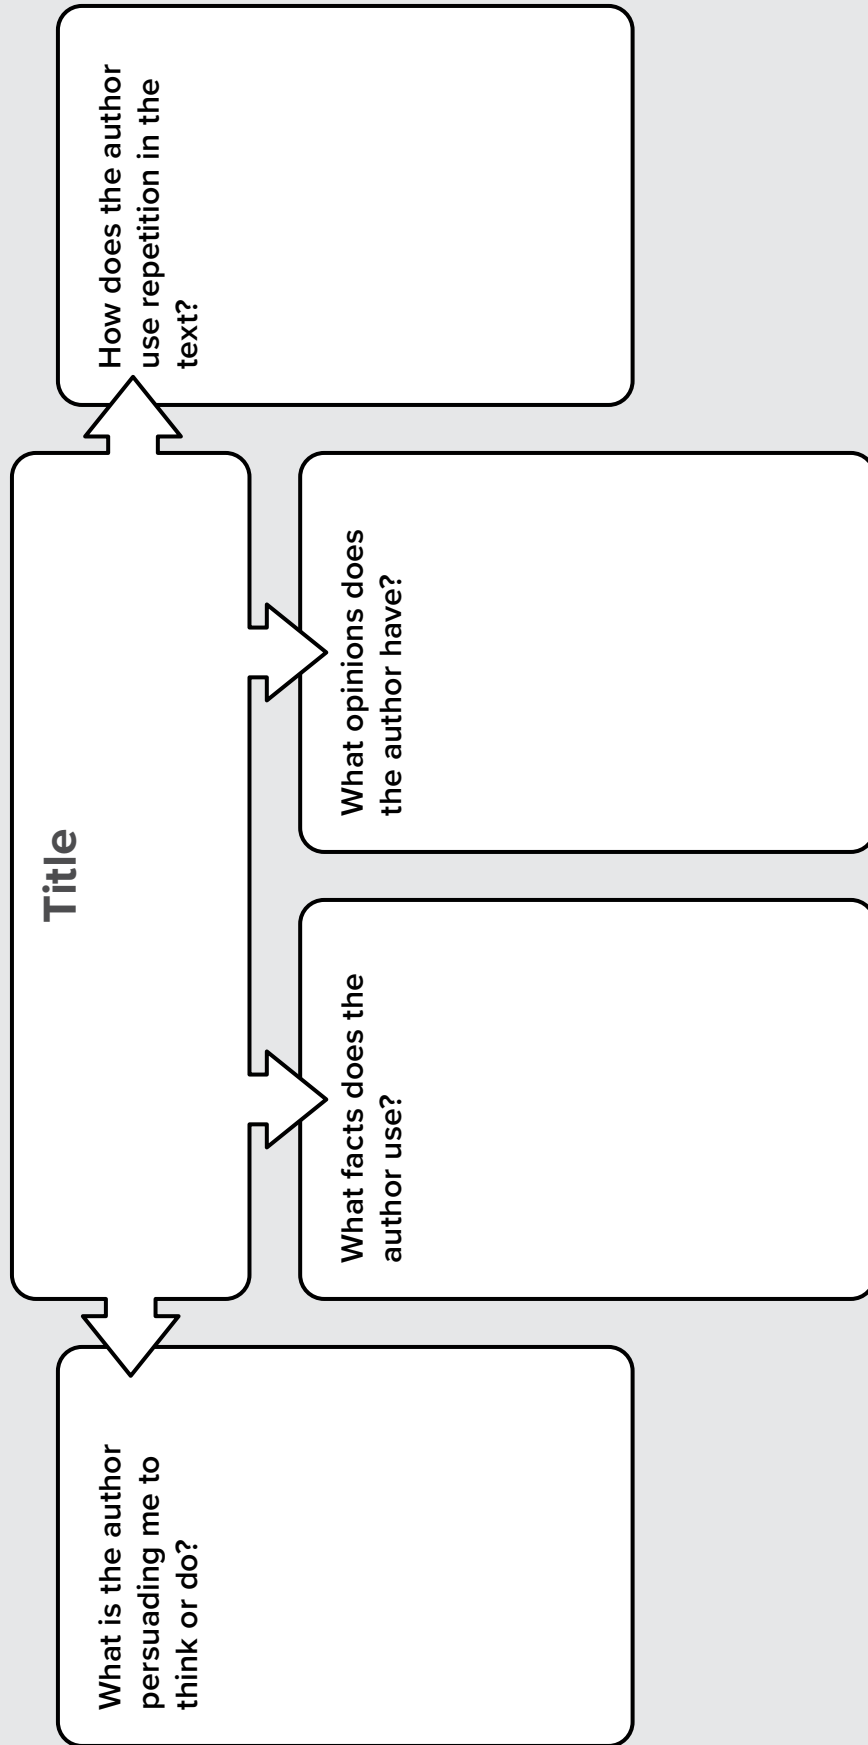 Title
What is the author
persuading me to
think or do?
What facts does the
author use?
What opinions does
the author have?
How does the author
use repetition in the
text?